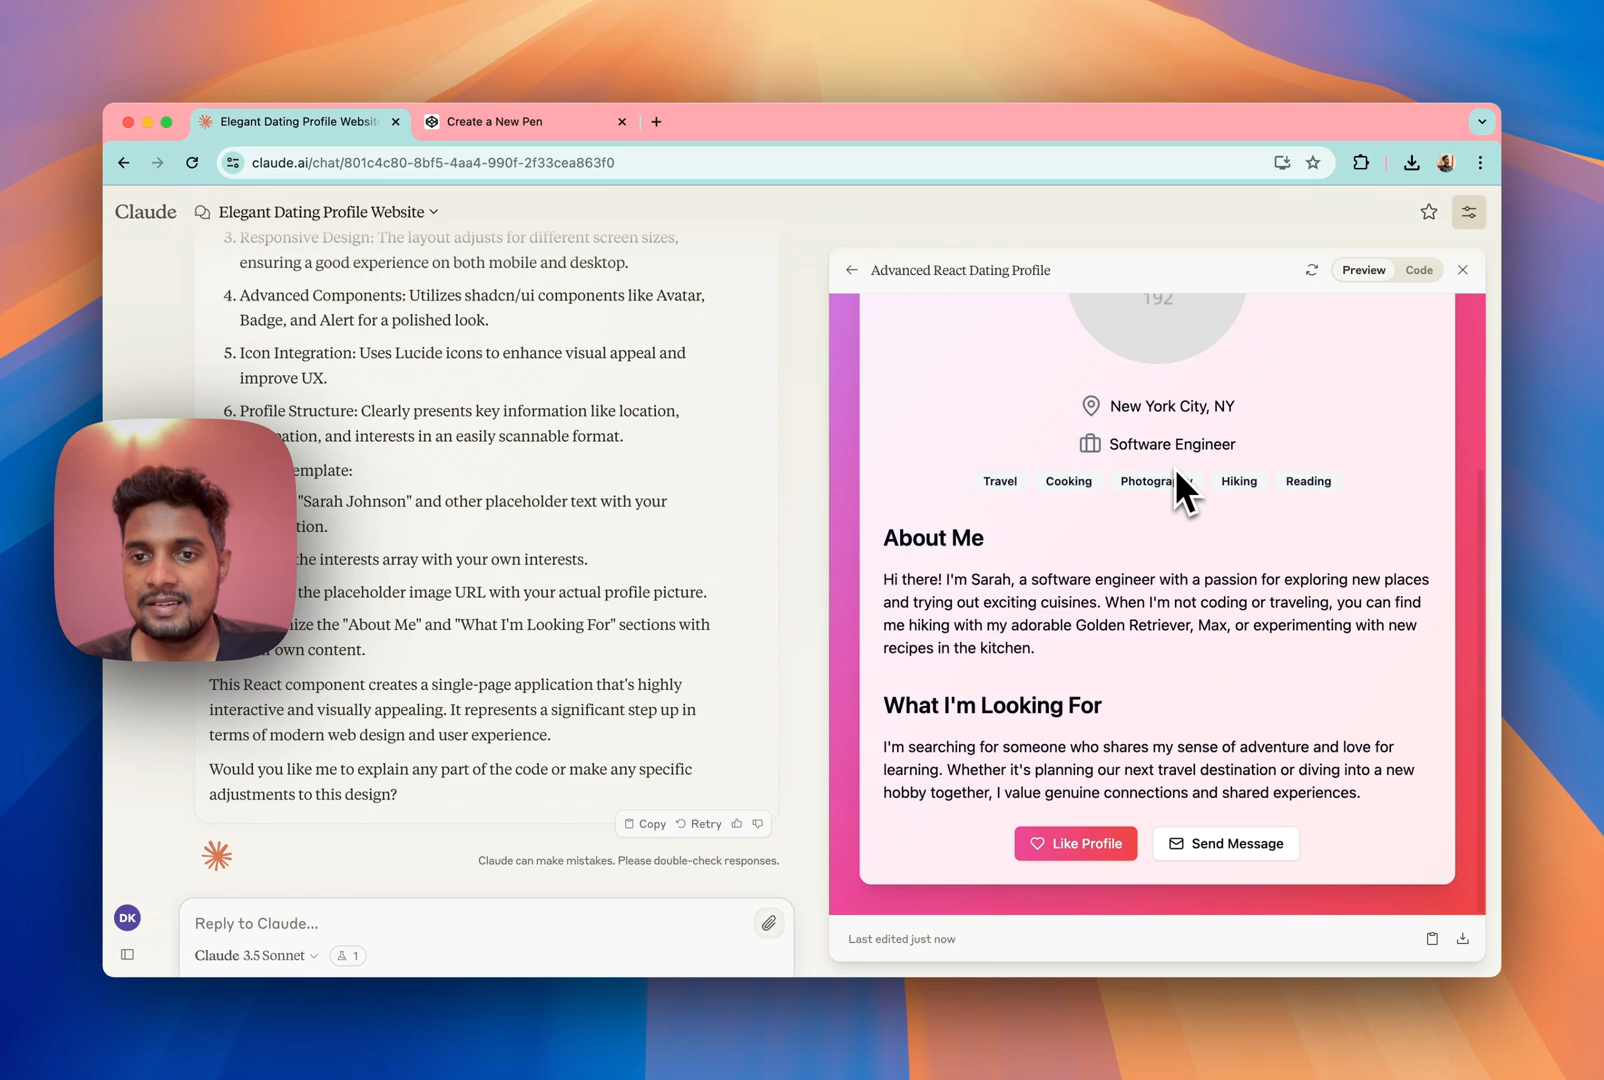 Elegant Dating Profile Websit
Create a New Pen
claude.ai/chat/801c4c80-8bf5-4aa4-990f-2f33cea863f0
Claude
Elegant Dating Profile Website
3. Responsive Design: The layout adjusts for different screen sizes,
ensuring a good experience on both mobile and desktop.
4. Advanced Components: Utilizes shadcn/ui components like Avatar,
Badge, and Alert for a polished look.
5. Icon Integration: Uses Lucide icons to enhance visual appeal and
improve UX.
6. Profile Structure: Clearly presents key information like location,
ation, and interests in an easily scannable format.
emplate:
"Sarah Johnson" and other placeholder text with your
tion.
the interests array with your own interests.
the placeholder image URL with your actual profile picture.
ize the "About Me" and "What I'm Looking For" sections with
own content.
This React component creates a single-page application that's highly
interactive and visually appealing. It represents a significant step up in
terms of modern web design and user experience.
Would you like me to explain any part of the code or make any specific
adjustments to this design?
Copy Retry
Claude can make mistakes. Please double-check responses.
DK
Reply to Claude...
Claude 3.5 Sonnet 1
Advanced React Dating Profile
Preview Code
192
New York City, NY
Software Engineer
Travel Cooking Photography Hiking Reading
About Me
Hi there! I'm Sarah, a software engineer with a passion for exploring new places
and trying out exciting cuisines. When I'm not coding or traveling, you can find
me hiking with my adorable Golden Retriever, Max, or experimenting with new
recipes in the kitchen.
What I'm Looking For
I'm searching for someone who shares my sense of adventure and love for
learning. Whether it's planning our next travel destination or diving into a new
hobby together, I value genuine connections and shared experiences.
Like Profile Send Message
Last edited just now